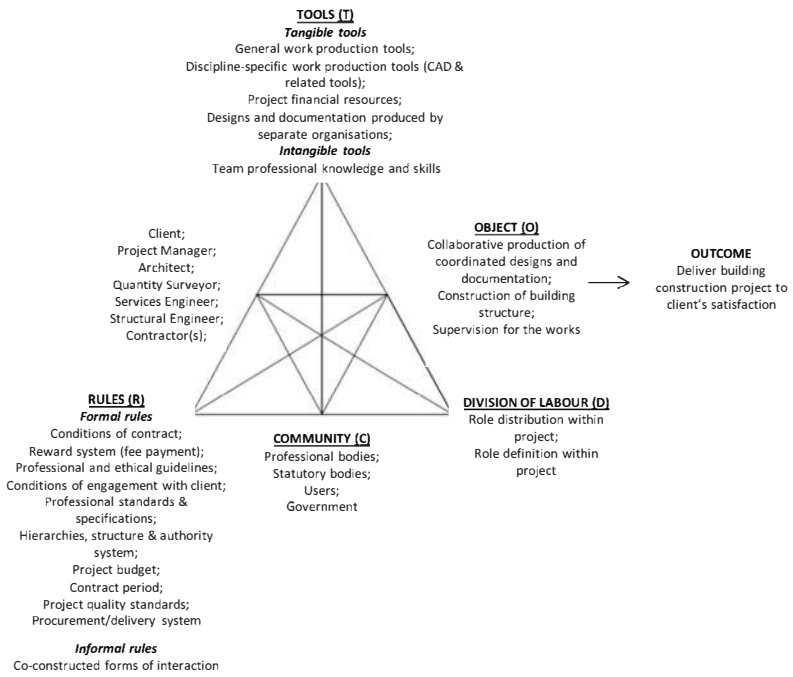 TOOLS (T)
Tangible tools
General work production tools;
Discipline-specific work production tools (CAD &
related tools);
Project financial resources;
Designs and documentation produced by
separate organisations;
Intangible tools
Team professional knowledge and skills
Client;
Project Manager;
Architect;
Quantity Surveyor;
Services Engineer;
Structural Engineer;
Contractor(s);
OBJECT (O)
Collaborative production of
coordinated designs and
documentation;
Construction of building
structure;
Supervision for the works
OUTCOME
Deliver building
construction project to
client's satisfaction
RULES (R)
Formal rules
Conditions of contract;
Reward system (fee payment);
Professional and ethical guidelines;
Conditions of engagement with client;
Professional standards &
specifications;
Hierarchies, structure & authority
system;
Project budget;
Contract period;
Project quality standards;
Procurement/delivery system
Informal rules
Co-constructed forms of interaction
COMMUNITY (C)
Professional bodies;
Statutory bodies;
Users;
Government
DIVISION OF LABOUR (D)
Role distribution within
project;
Role definition within
project